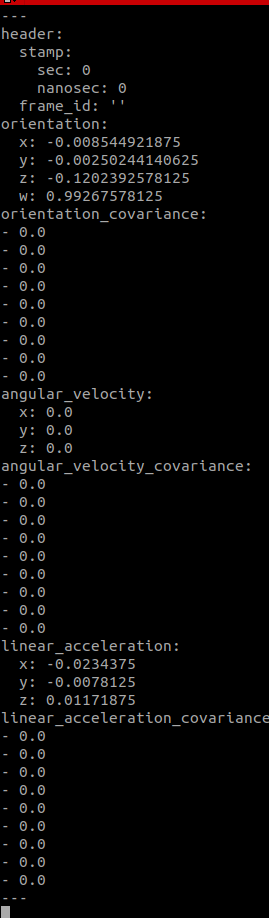 ---
header:
  stamp:
    sec: 0
    nanosec: 0
  frame_id: ''
orientation:
  x: -0.008544921875
  y: -0.00250244140625
  z: -0.1202392578125
  w: 0.99267578125
orientation_covariance:
- 0.0
- 0.0
- 0.0
- 0.0
- 0.0
- 0.0
- 0.0
- 0.0
- 0.0
angular_velocity:
  x: 0.0
  y: 0.0
  z: 0.0
angular_velocity_covariance:
- 0.0
- 0.0
- 0.0
- 0.0
- 0.0
- 0.0
- 0.0
- 0.0
- 0.0
linear_acceleration:
  x: -0.0234375
  y: -0.0078125
  z: 0.01171875
linear_acceleration_covariance
- 0.0
- 0.0
- 0.0
- 0.0
- 0.0
- 0.0
- 0.0
- 0.0
- 0.0
---